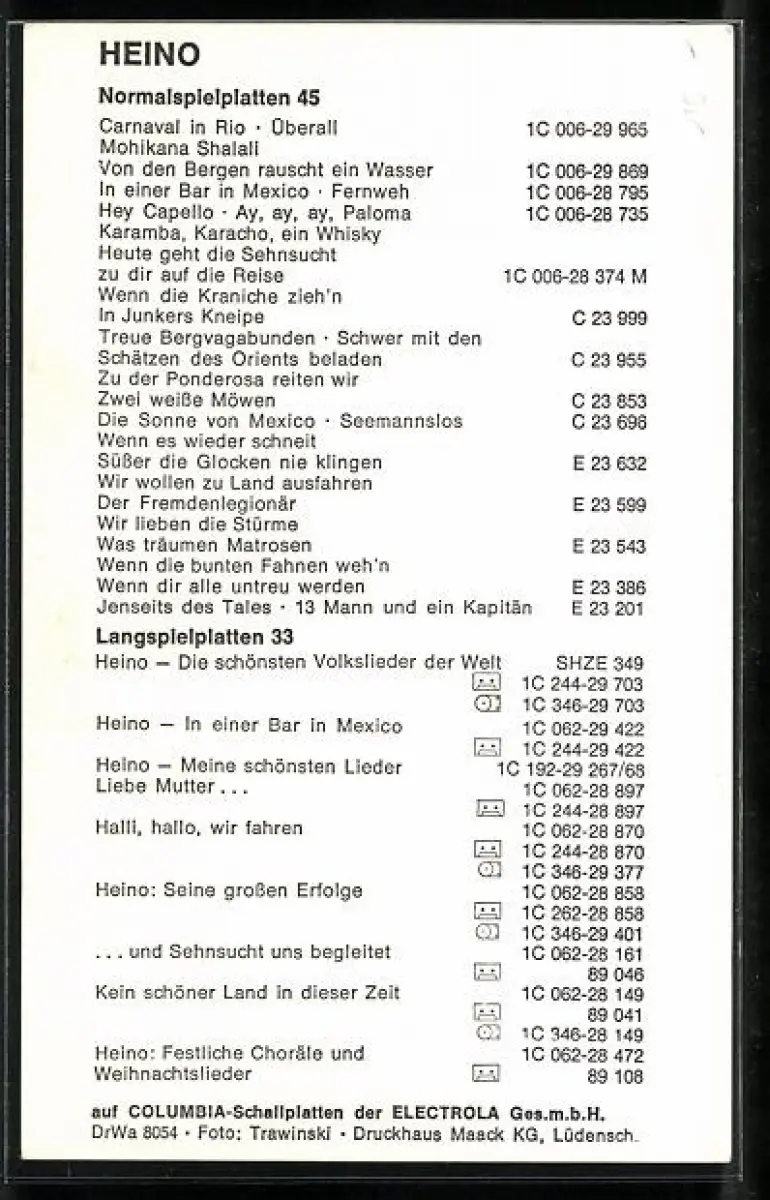 HEINO
Normalspielplatten 45
Carnaval in Rio · Überall 1C 006-29 965
Mohikana Shalali
Von den Bergen rauscht ein Wasser 1C 006-29 869
In einer Bar in Mexico · Fernweh 1C 006-28 795
Hey Capello · Ay, ay, ay, Paloma 1C 006-28 735
Karamba, Karacho, ein Whisky
Heute geht die Sehnsucht
zu dir auf die Reise 1C 006-28 374 M
Wenn die Kraniche zieh'n
In Junkers Kneipe C 23 999
Treue Bergvagabunden · Schwer mit den
Schätzen des Orients beladen C 23 955
Zu der Ponderosa reiten wir
Zwei weiße Möwen C 23 853
Die Sonne von Mexico · Seemannslos C 23 696
Wenn es wieder schneit
Süßer die Glocken nie klingen E 23 632
Wir wollen zu Land ausfahren
Der Fremdenlegionär E 23 599
Wir lieben die Stürme
Was träumen Matrosen E 23 543
Wenn die bunten Fahnen weh'n
Wenn dir alle untreu werden E 23 386
Jenseits des Tales · 13 Mann und ein Kapitän E 23 201
Langspielplatten 33
Heino — Die schönsten Volkslieder der Welt SHZE 349
1C 244-29 703
1C 346-29 703
Heino — In einer Bar in Mexico 1C 062-29 422
1C 244-29 422
Heino — Meine schönsten Lieder 1C 192-29 267/68
Liebe Mutter . . . 1C 062-28 897
1C 244-28 897
Halli, hallo, wir fahren 1C 062-28 870
1C 244-28 870
1C 346-29 377
Heino: Seine großen Erfolge 1C 062-28 858
1C 262-28 858
1C 346-29 401
. . . und Sehnsucht uns begleitet 1C 062-28 161
89 046
Kein schöner Land in dieser Zeit 1C 062-28 149
89 041
1C 346-28 149
Heino: Festliche Choräle und 1C 062-28 472
Weihnachtslieder 89 108
auf COLUMBIA-Schallplatten der ELECTROLA Ges.m.b.H.
DrWa 8054 · Foto: Trawinski · Druckhaus Maack KG, Lüdensch.